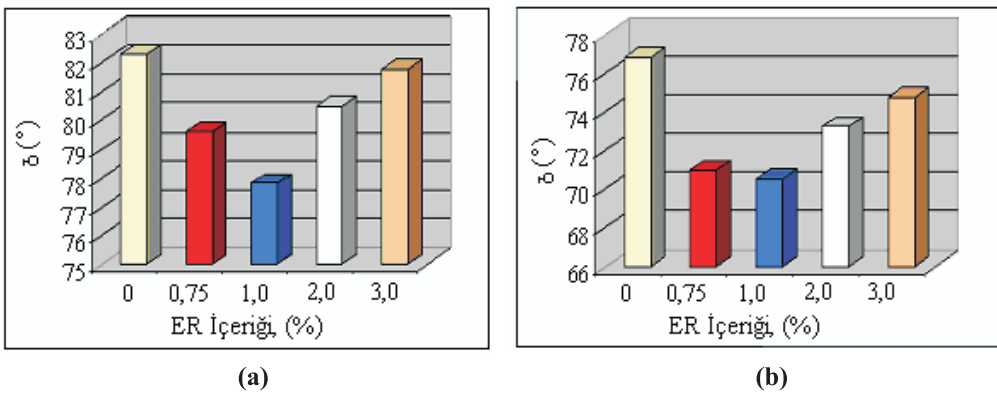 83
82
81
80
79
78
77
76
75
δ (°)
0 0,75 1,0 2,0 3,0
ER İçeriği, (%)
(a)
78
76
74
72
70
68
66
δ (°)
0 0,75 1,0 2,0 3,0
ER İçeriği, (%)
(b)